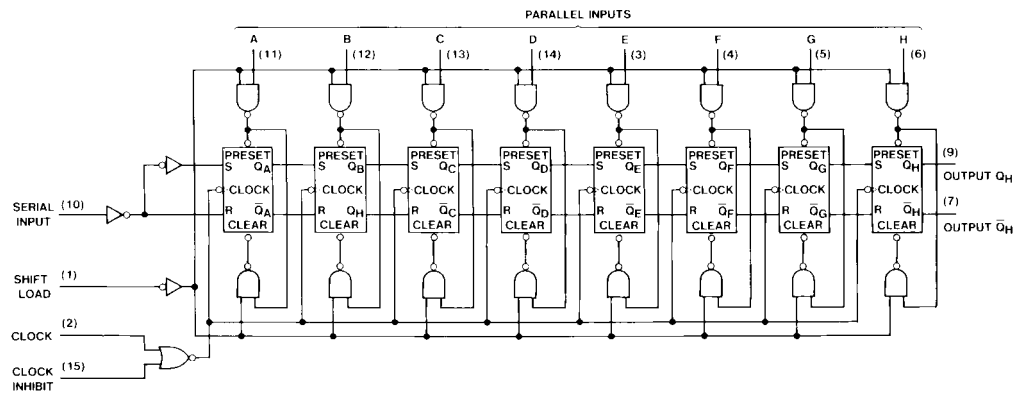 PARALLEL INPUTS
A B C D E F G H
(11) (12) (13) (14) (3) (4) (5) (6)
PRESET PRESET PRESET PRESET PRESET PRESET PRESET PRESET
S Q_A S Q_B S Q_C S Q_D S Q_E S Q_F S Q_G S Q_H (9)
OUTPUT Q_H
CLOCK CLOCK CLOCK CLOCK CLOCK CLOCK CLOCK CLOCK
SERIAL INPUT (10)
R Q̅_A R Q_H R Q̅_C R Q̅_D R Q̅_E R Q̅_F R Q̅_G R Q̅_H (7)
CLEAR CLEAR CLEAR CLEAR CLEAR CLEAR CLEAR CLEAR
OUTPUT Q̅_H
SHIFT LOAD (1)
CLOCK (2)
CLOCK INHIBIT (15)